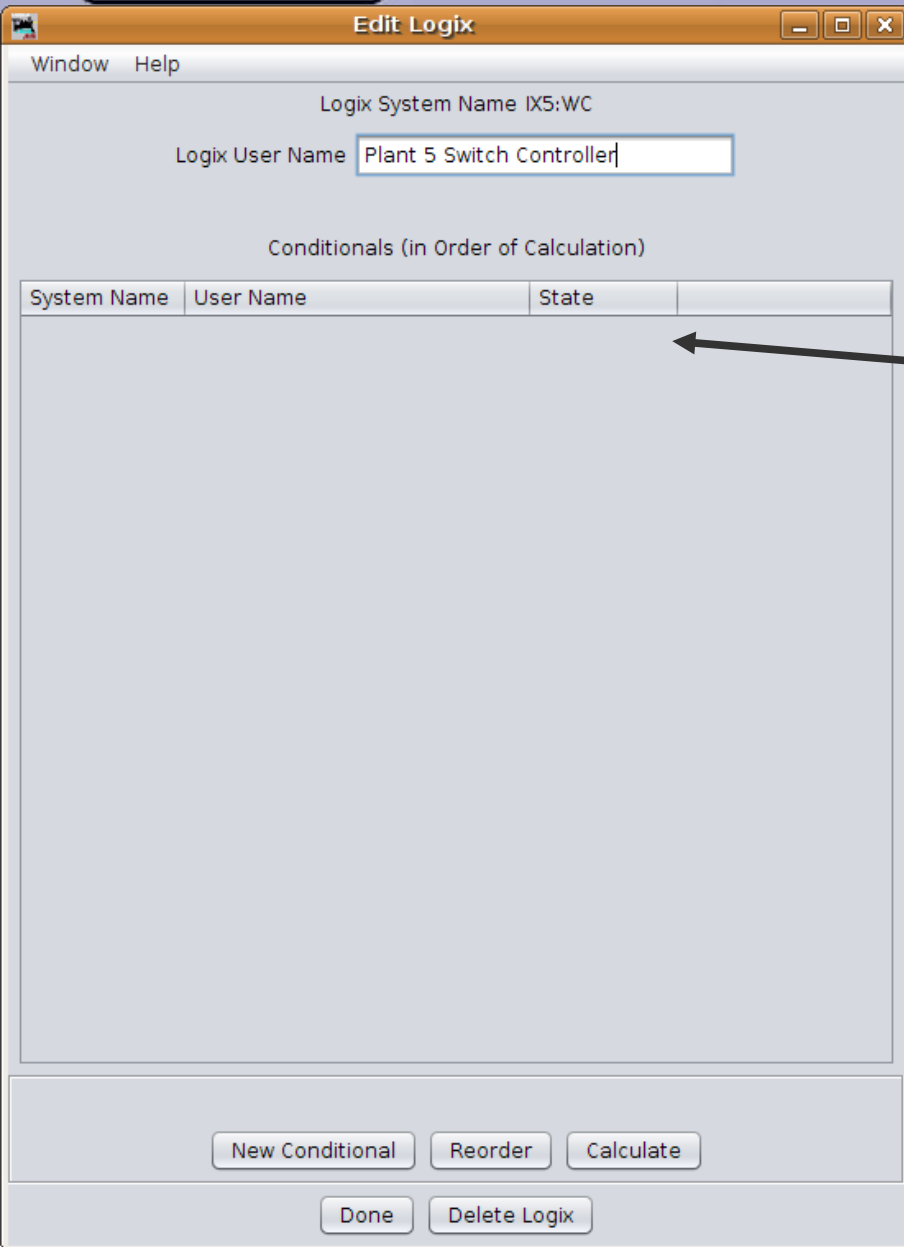 Edit Logix
Window Help
Logix System Name IX5:WC
Logix User Name Plant 5 Switch Controller
Conditionals (in Order of Calculation)
System Name User Name State
New Conditional Reorder Calculate
Done Delete Logix